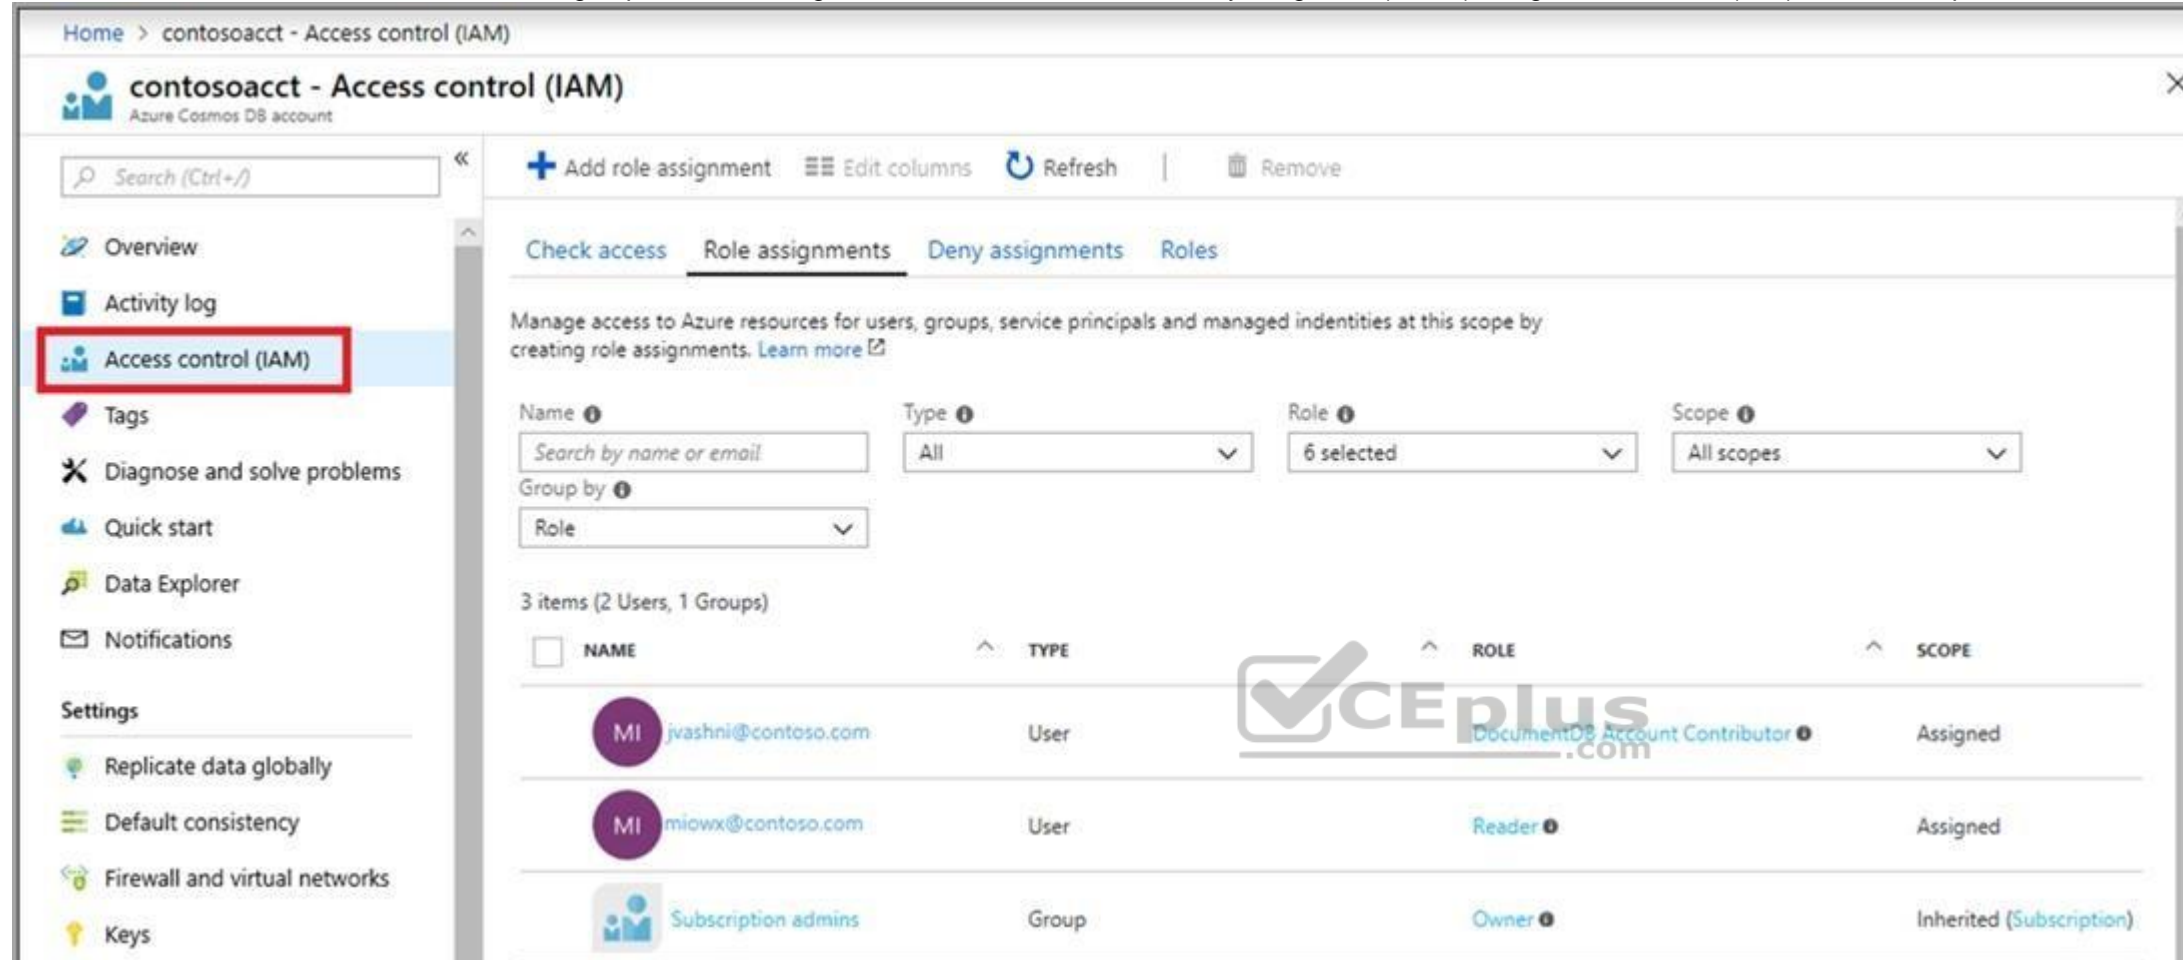 Home > contosoacct - Access control (IAM)
contosoacct - Access control (IAM)
Azure Cosmos DB account
Search (Ctrl+/)
Add role assignment Edit columns Refresh Remove
Overview
Activity log
Access control (IAM)
Tags
Diagnose and solve problems
Quick start
Data Explorer
Notifications
Settings
Replicate data globally
Default consistency
Firewall and virtual networks
Keys
Check access Role assignments Deny assignments Roles
Manage access to Azure resources for users, groups, service principals and managed indentities at this scope by
creating role assignments. Learn more
Name Type Role Scope
Search by name or email All 6 selected All scopes
Group by
Role
3 items (2 Users, 1 Groups)
NAME TYPE ROLE SCOPE
MI jvashni@contoso.com User DocumentDB Account Contributor Assigned
MI miowx@contoso.com User Reader Assigned
Subscription admins Group Owner Inherited (Subscription)
CEplus
.com